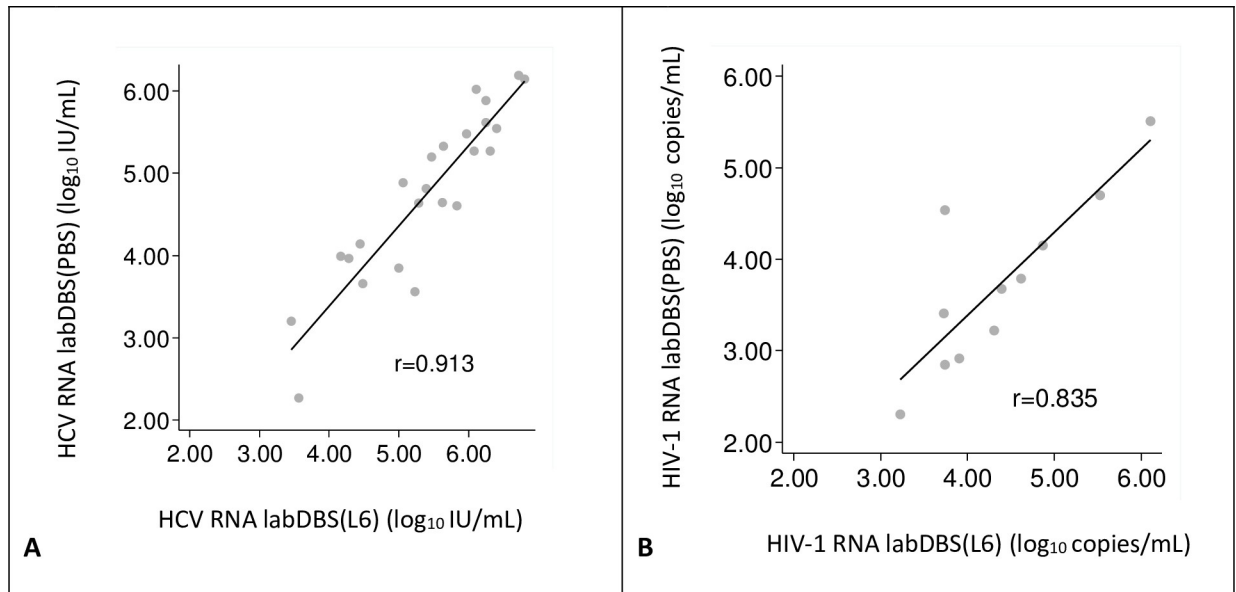 HCV RNA labDBS(PBS) (log10 IU/mL)
6.00
5.00
4.00
3.00
2.00
r=0.913
2.00 3.00 4.00 5.00 6.00
HCV RNA labDBS(L6) (log10 IU/mL)
A
HIV-1 RNA labDBS(PBS) (log10 copies/mL)
6.00
5.00
4.00
3.00
2.00
r=0.835
2.00 3.00 4.00 5.00 6.00
HIV-1 RNA labDBS(L6) (log10 copies/mL)
B